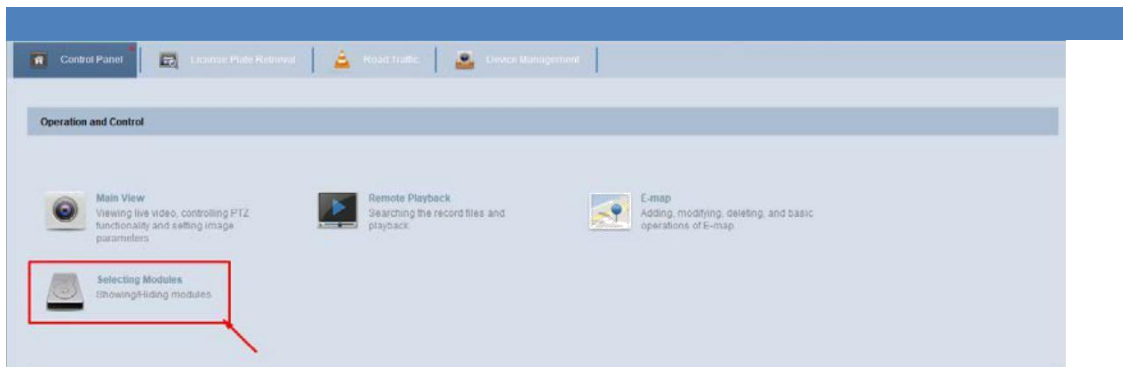 Control Panel
License Plate Retrieval
Road Traffic
Device Management
Operation and Control
Main View
Viewing live video, controlling PTZ
functionality and setting image
parameters.
Remote Playback
Searching the record files and
playback.
E-map
Adding, modifying, deleting, and basic
operations of E-map.
Selecting Modules
Showing/Hiding modules.